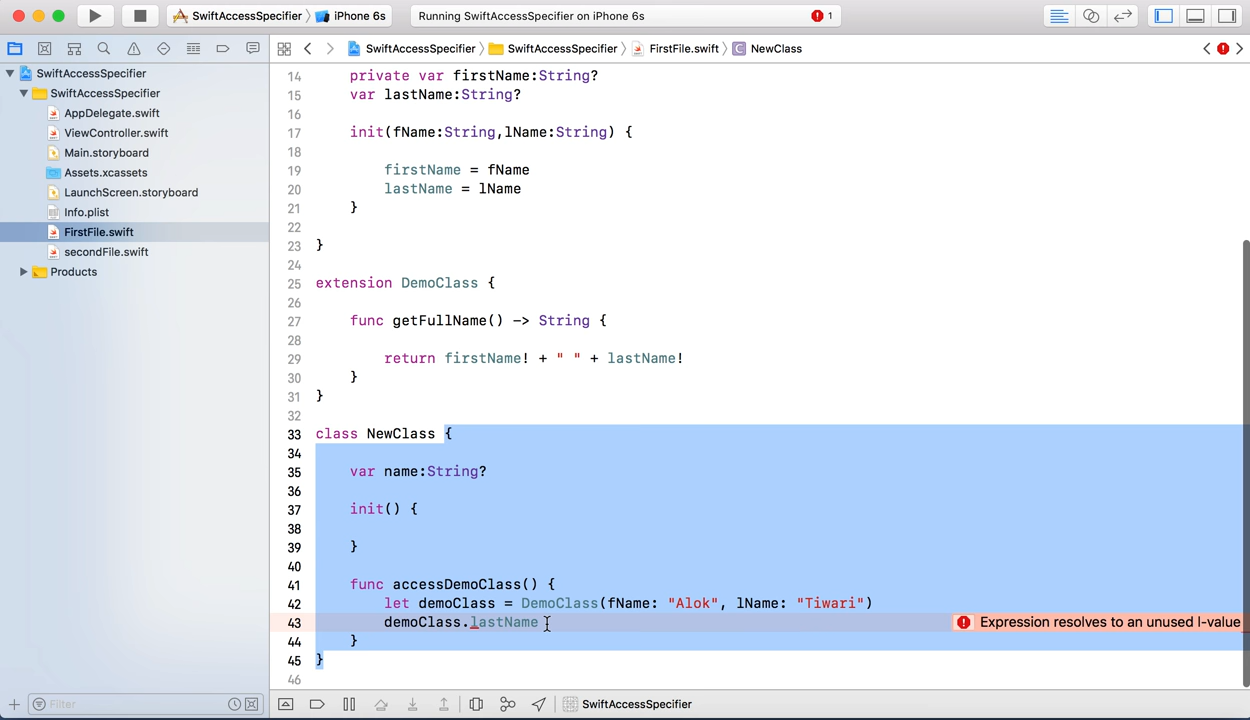 SwiftAccessSpecifier iPhone 6s Running SwiftAccessSpecifier on iPhone 6s 1
SwiftAccessSpecifier SwiftAccessSpecifier FirstFile.swift C NewClass
SwiftAccessSpecifier
SwiftAccessSpecifier
AppDelegate.swift
ViewController.swift
Main.storyboard
Assets.xcassets
LaunchScreen.storyboard
Info.plist
FirstFile.swift
secondFile.swift
Products
14 private var firstName:String?
15 var lastName:String?
16
17 init(fName:String,lName:String) {
18
19 firstName = fName
20 lastName = lName
21 }
22
23 }
24
25 extension DemoClass {
26
27 func getFullName() -> String {
28
29 return firstName! + " " + lastName!
30 }
31 }
32
33 class NewClass {
34
35 var name:String?
36
37 init() {
38
39 }
40
41 func accessDemoClass() {
42 let demoClass = DemoClass(fName: "Alok", lName: "Tiwari")
43 demoClass.lastName Expression resolves to an unused l-value
44 }
45 }
46
Filter SwiftAccessSpecifier